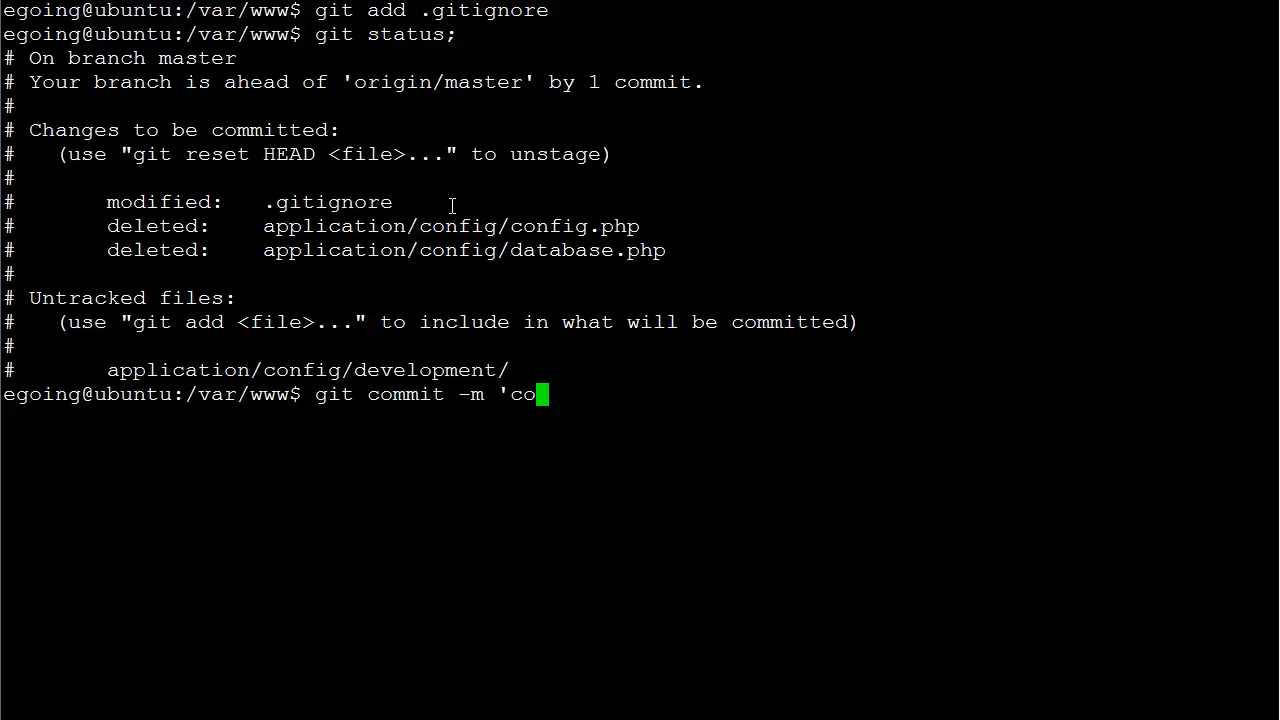 egoing@ubuntu:/var/www$ git add .gitignore
egoing@ubuntu:/var/www$ git status;
# On branch master
# Your branch is ahead of 'origin/master' by 1 commit.
#
# Changes to be committed:
#   (use "git reset HEAD <file>..." to unstage)
#
#       modified:   .gitignore
#       deleted:    application/config/config.php
#       deleted:    application/config/database.php
#
# Untracked files:
#   (use "git add <file>..." to include in what will be committed)
#
#       application/config/development/
egoing@ubuntu:/var/www$ git commit -m 'co